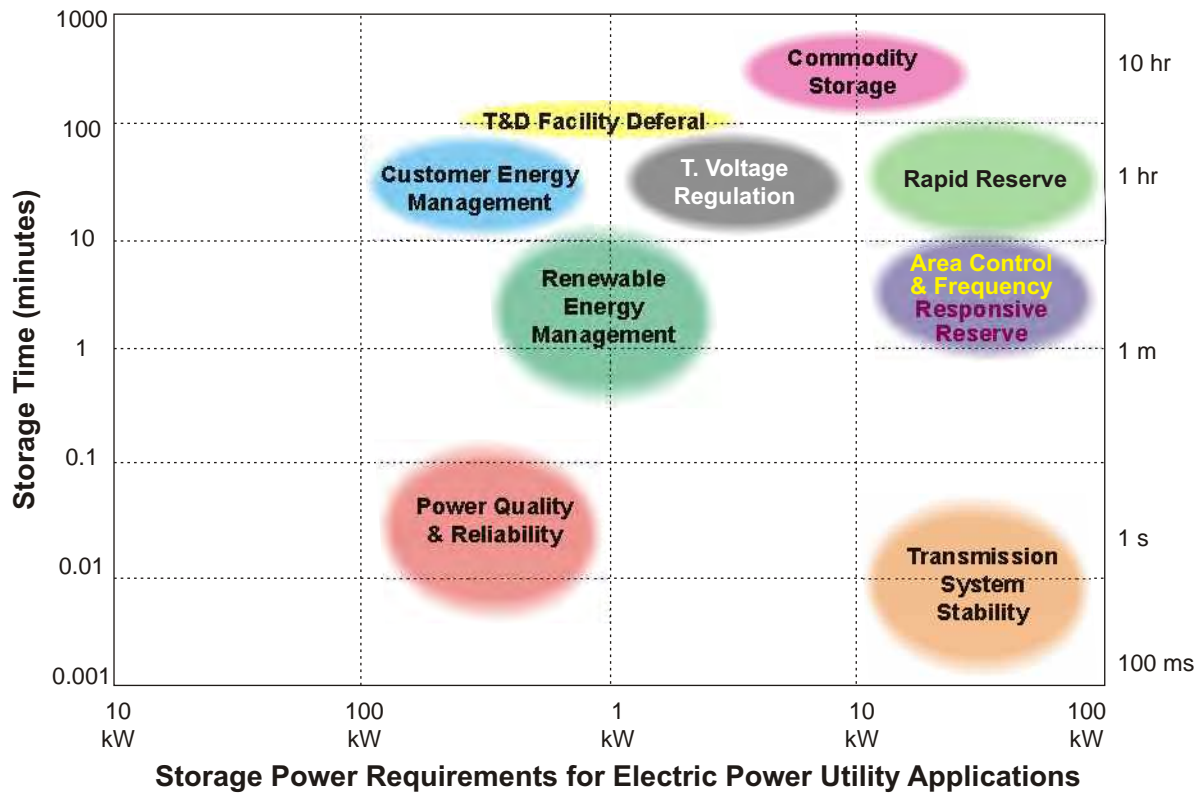 1000
100
10
1
0.1
0.01
0.001
Storage Time (minutes)
Commodity
Storage
T&D Facility Deferal
Customer Energy
Management
T. Voltage
Regulation
Rapid Reserve
Renewable
Energy
Management
Area Control
& Frequency
Responsive
Reserve
Power Quality
& Reliability
Transmission
System
Stability
10 hr
1 hr
1 m
1 s
100 ms
10
kW
100
kW
1
kW
10
kW
100
kW
Storage Power Requirements for Electric Power Utility Applications